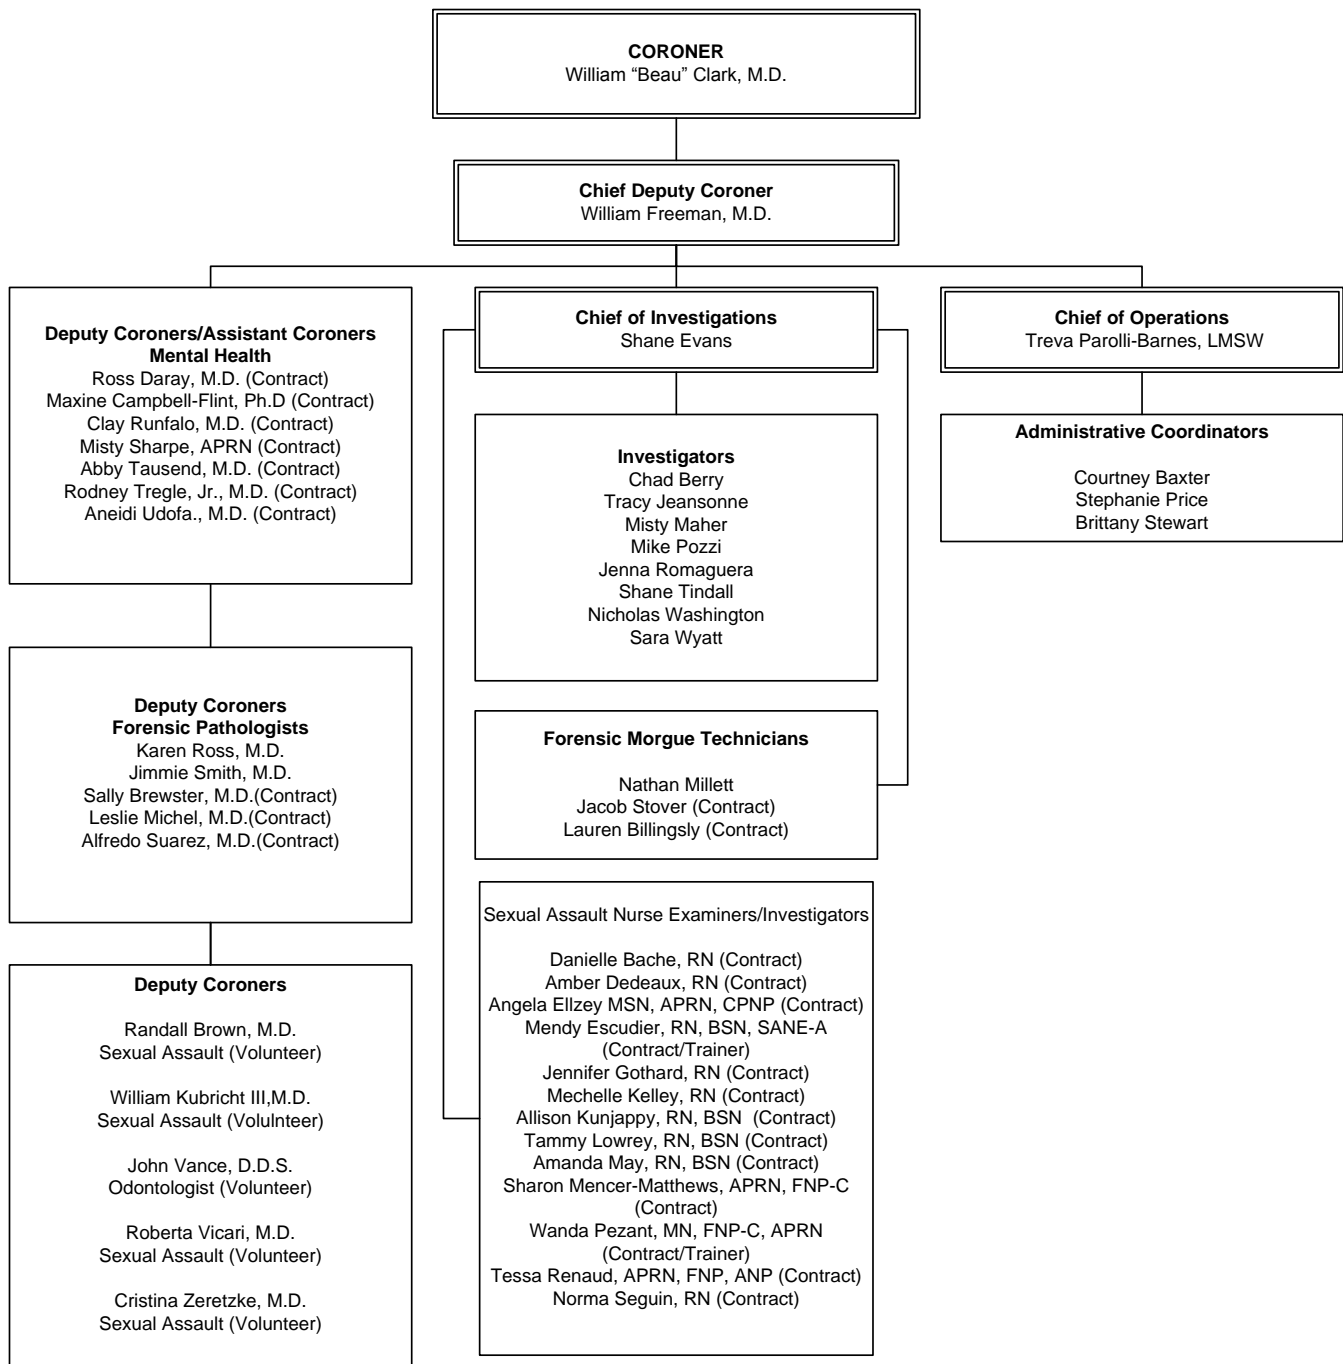 CORONER
William “Beau” Clark, M.D.
Chief Deputy Coroner
William Freeman, M.D.
Deputy Coroners/Assistant Coroners
Mental Health
Ross Daray, M.D. (Contract)
Maxine Campbell-Flint, Ph.D (Contract)
Clay Runfalo, M.D. (Contract)
Misty Sharpe, APRN (Contract)
Abby Tausend, M.D. (Contract)
Rodney Tregle, Jr., M.D. (Contract)
Aneidi Udofa., M.D. (Contract)
Deputy Coroners
Forensic Pathologists
Karen Ross, M.D.
Jimmie Smith, M.D.
Sally Brewster, M.D.(Contract)
Leslie Michel, M.D.(Contract)
Alfredo Suarez, M.D.(Contract)
Deputy Coroners
Randall Brown, M.D.
Sexual Assault (Volunteer)
William Kubricht III,M.D.
Sexual Assault (Volulnteer)
John Vance, D.D.S.
Odontologist (Volunteer)
Roberta Vicari, M.D.
Sexual Assault (Volunteer)
Cristina Zeretzke, M.D.
Sexual Assault (Volunteer)
Chief of Investigations
Shane Evans
Investigators
Chad Berry
Tracy Jeansonne
Misty Maher
Mike Pozzi
Jenna Romaguera
Shane Tindall
Nicholas Washington
Sara Wyatt
Forensic Morgue Technicians
Nathan Millett
Jacob Stover (Contract)
Lauren Billingsly (Contract)
Sexual Assault Nurse Examiners/Investigators
Danielle Bache, RN (Contract)
Amber Dedeaux, RN (Contract)
Angela Ellzey MSN, APRN, CPNP (Contract)
Mendy Escudier, RN, BSN, SANE-A
(Contract/Trainer)
Jennifer Gothard, RN (Contract)
Mechelle Kelley, RN (Contract)
Allison Kunjappy, RN, BSN  (Contract)
Tammy Lowrey, RN, BSN (Contract)
Amanda May, RN, BSN (Contract)
Sharon Mencer-Matthews, APRN, FNP-C
(Contract)
Wanda Pezant, MN, FNP-C, APRN
(Contract/Trainer)
Tessa Renaud, APRN, FNP, ANP (Contract)
Norma Seguin, RN (Contract)
Chief of Operations
Treva Parolli-Barnes, LMSW
Administrative Coordinators
Courtney Baxter
Stephanie Price
Brittany Stewart